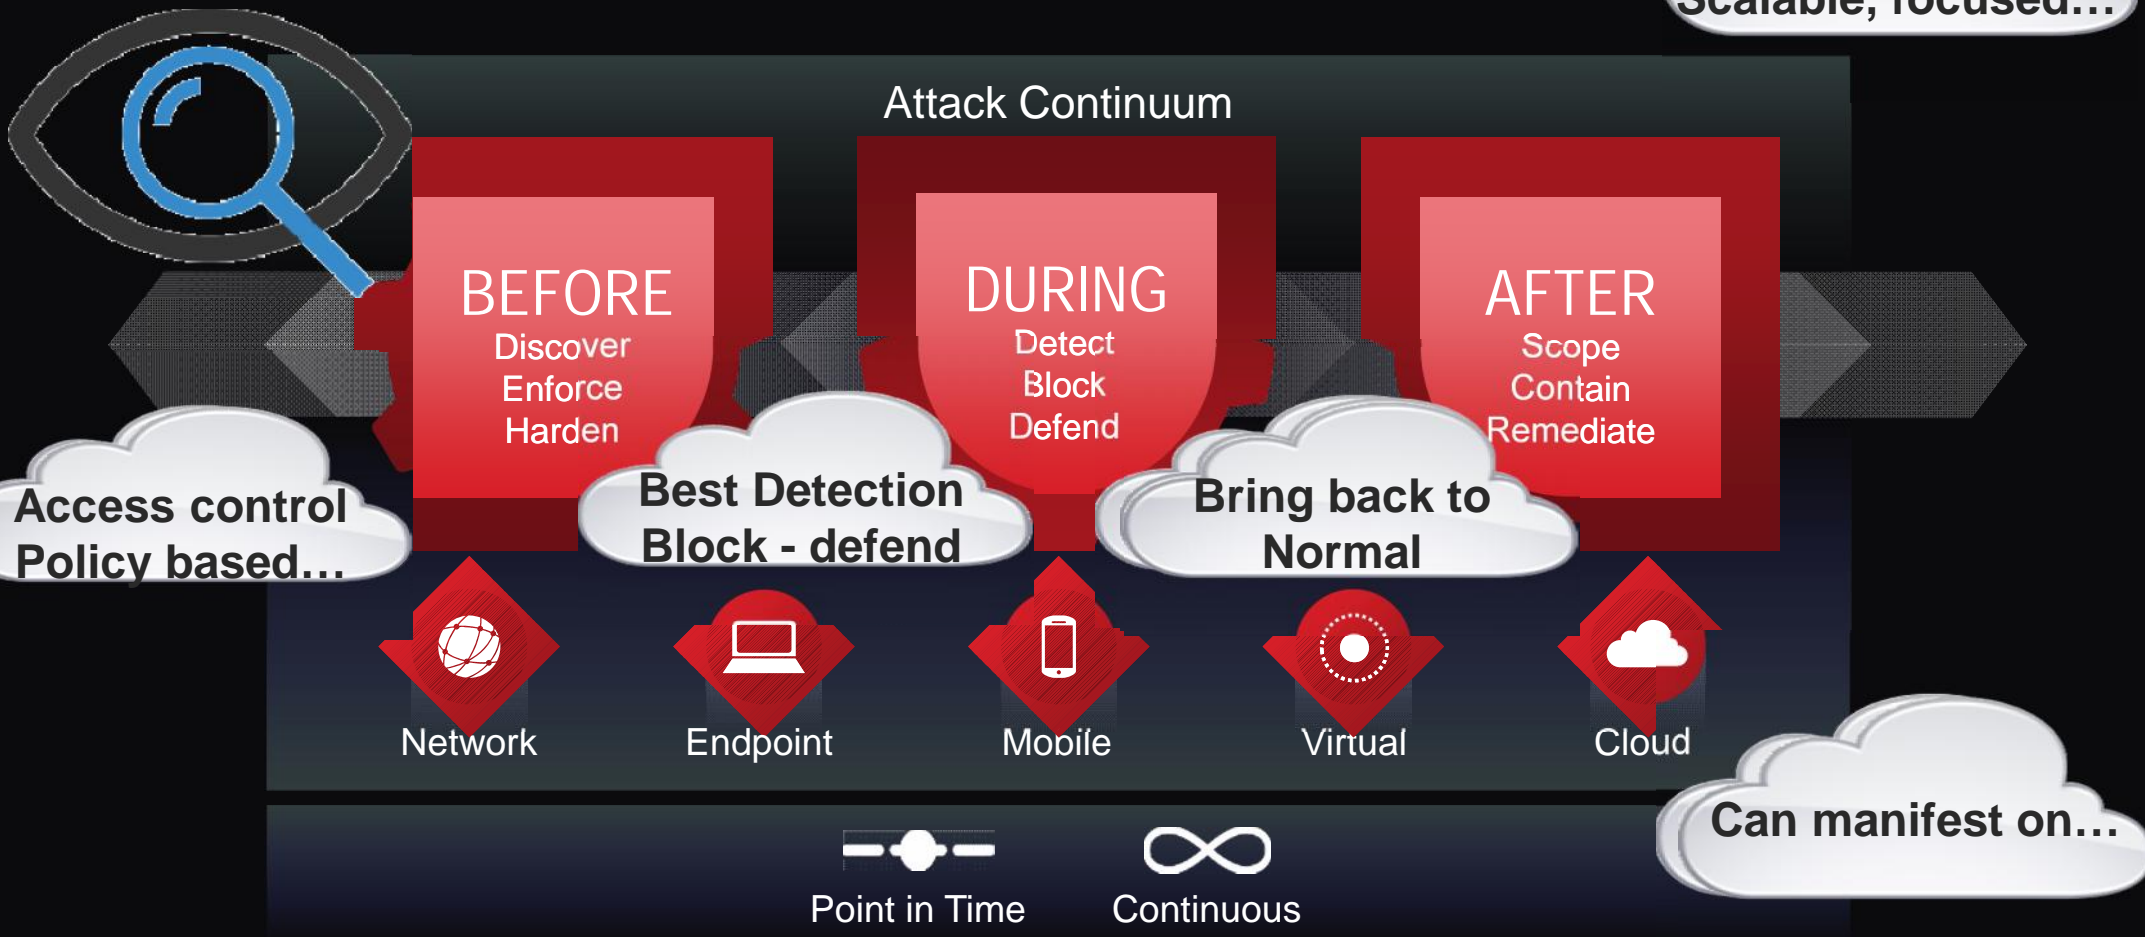 Scalable, focused…
Attack Continuum
BEFORE
Discover
Enforce
Harden
DURING
Detect
Block
Defend
AFTER
Scope
Contain
Remediate
Access control
Policy based…
Best Detection
Block - defend
Bring back to
Normal
Network
Endpoint
Mobile
Virtual
Cloud
Can manifest on…
Point in Time
Continuous